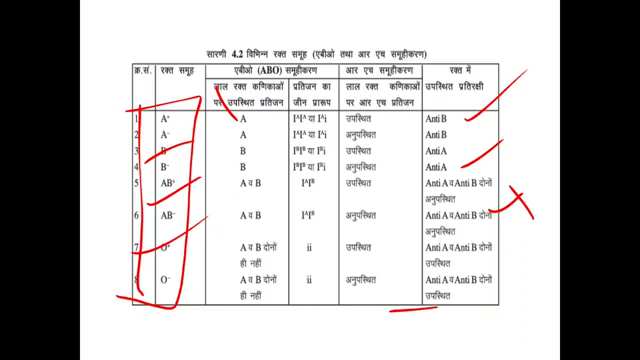 सारणी 4.2 विभिन्न रक्त समूह (एबीओ तथा आर एच समूहीकरण)
क्र.सं. रक्त समूह एबीओ (ABO) समूहीकरण आर एच समूहीकरण रक्त में
लाल रक्त कणिकाओं प्रतिजन का लाल रक्त कणिकाओं उपस्थित प्रतिरक्षी
पर उपस्थित प्रतिजन जीन प्रारूप पर आर एच प्रतिजन
1 A⁺ A IᴬIᴬ या Iᴬi उपस्थित Anti B
2 A⁻ A IᴬIᴬ या Iᴬi अनुपस्थित Anti B
3 B B IᴮIᴮ या Iᴮi उपस्थित Anti A
4 B⁻ B IᴮIᴮ या Iᴮi अनुपस्थित Anti A
5 AB⁺ A व B IᴬIᴮ उपस्थित Anti A व Anti B दोनों
अनुपस्थित
6 AB⁻ A व B IᴬIᴮ अनुपस्थित Anti A व Anti B दोनों
अनुपस्थित
7 O⁺ A व B दोनों ii उपस्थित Anti A व Anti B दोनों
ही नहीं उपस्थित
8 O⁻ A व B दोनों ii अनुपस्थित Anti A व Anti B दोनों
ही नहीं उपस्थित